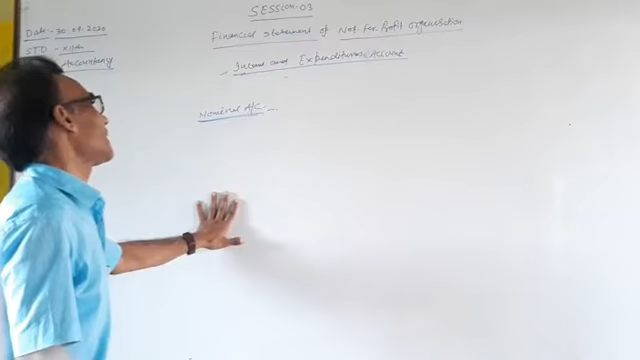 SESSION-03
Date- 30.07.2020
Financial statement of Not For Profit organisation
STD - XIIth
Accountancy
Income and Expenditure Account
Nominal A/C -